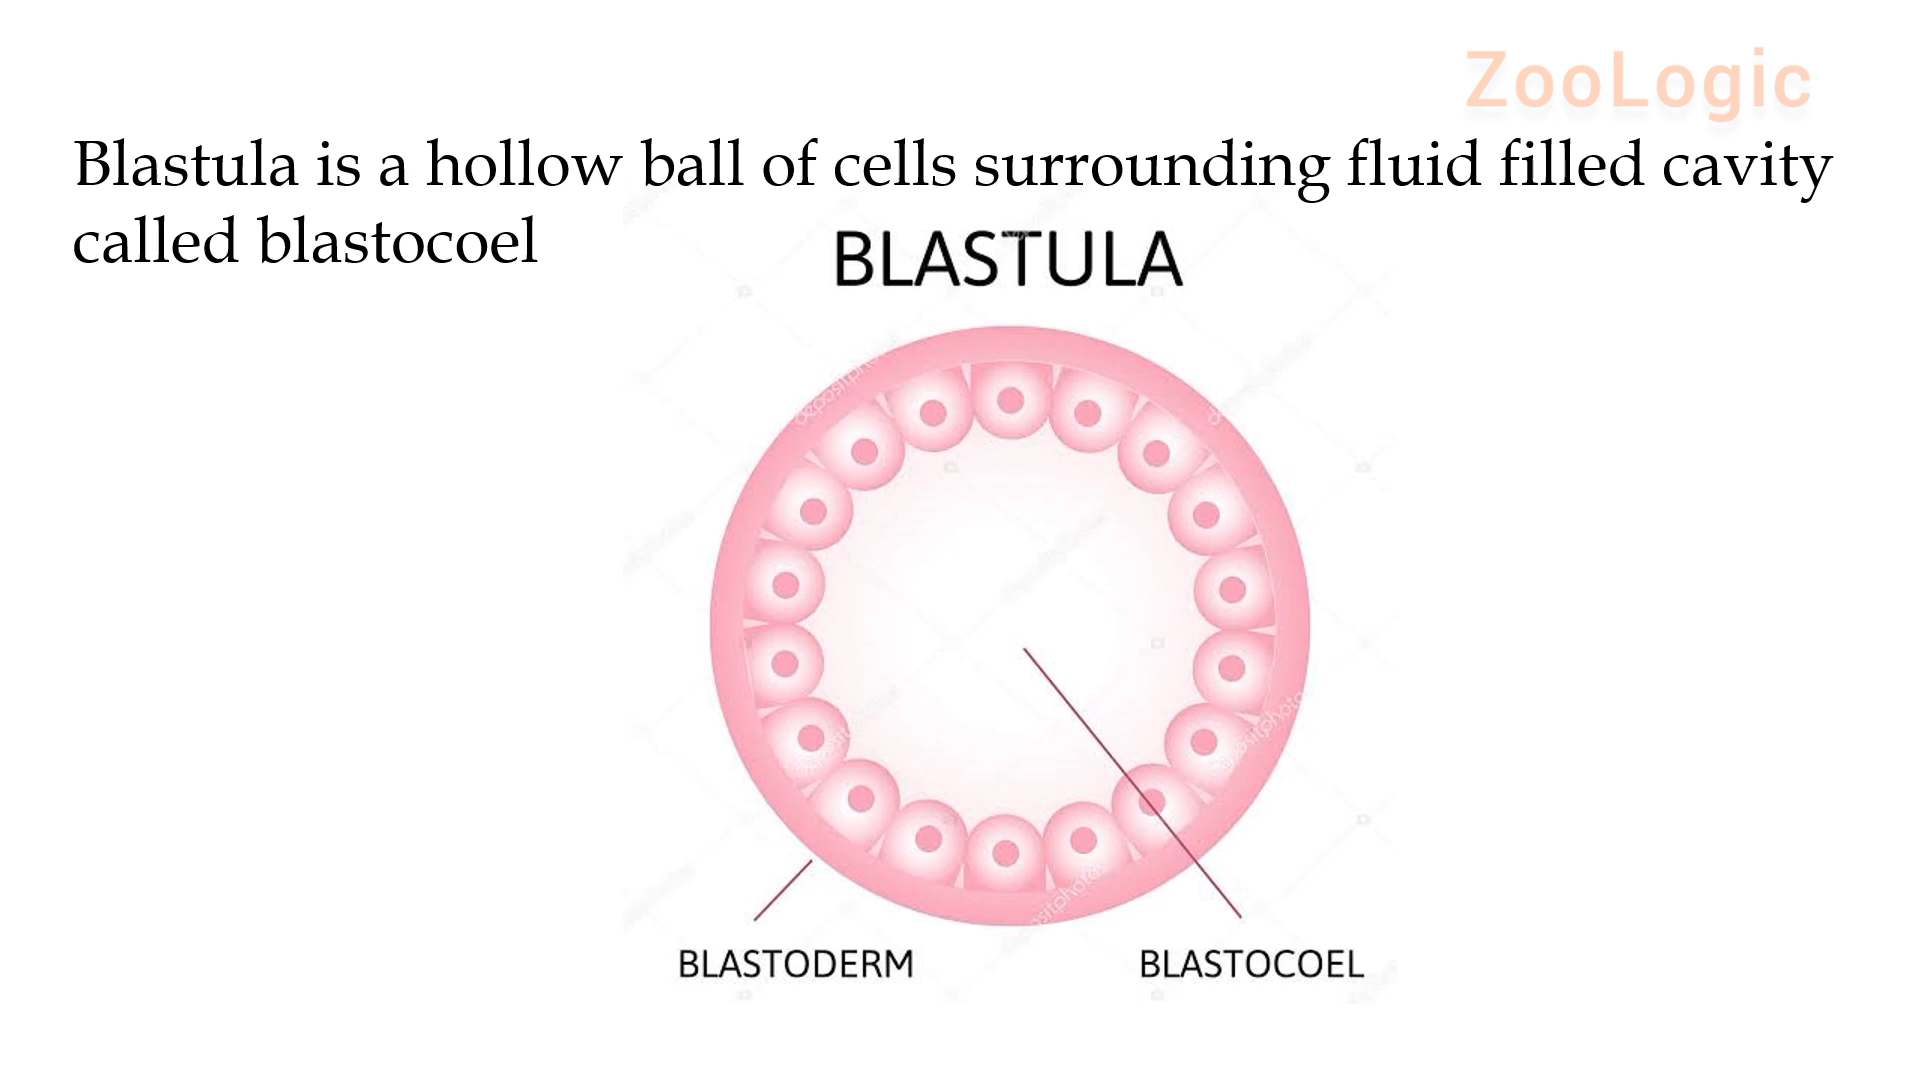 ZooLogic
Blastula is a hollow ball of cells surrounding fluid filled cavity
called blastocoel
BLASTULA
BLASTODERM
BLASTOCOEL